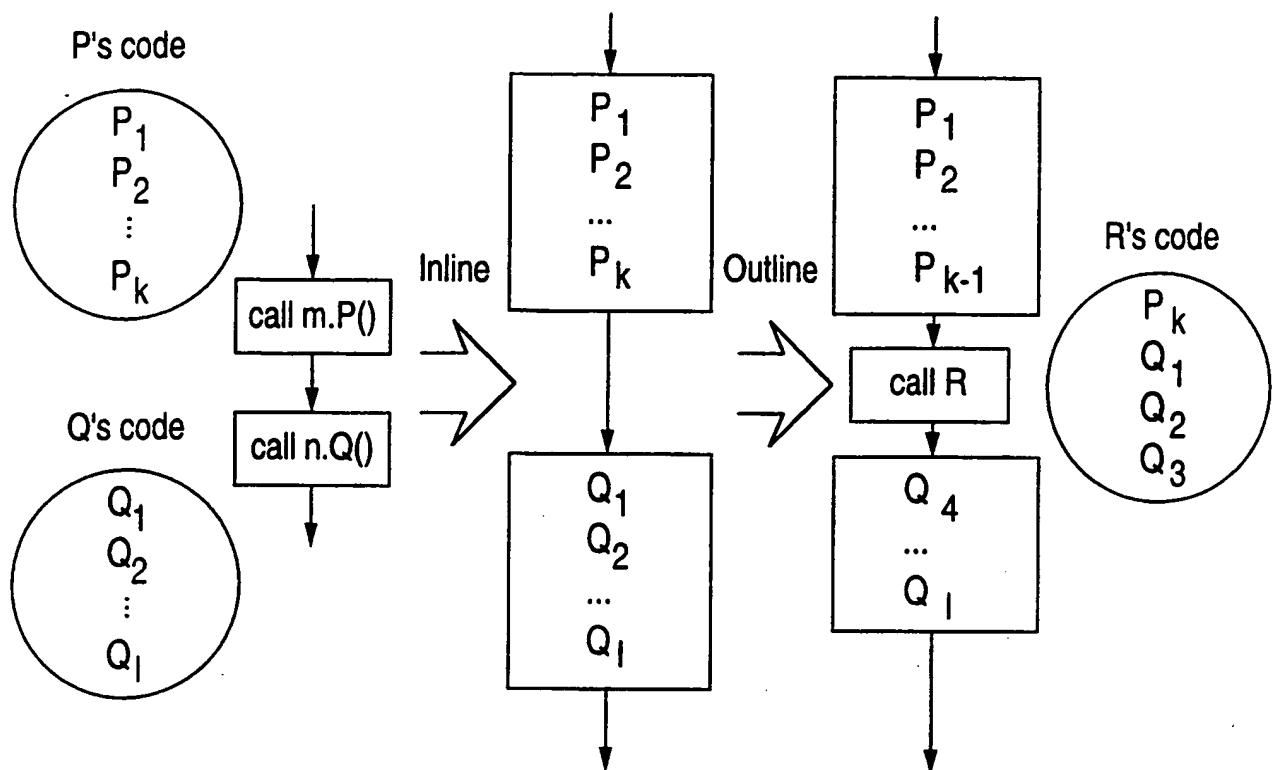 P's code
P1
P2
...
Pk
call m.P()
call n.Q()
Q's code
Q1
Q2
...
Ql
Inline
P1
P2
...
Pk
Q1
Q2
...
Ql
Outline
P1
P2
...
Pk-1
call R
Q4
...
Ql
R's code
Pk
Q1
Q2
Q3